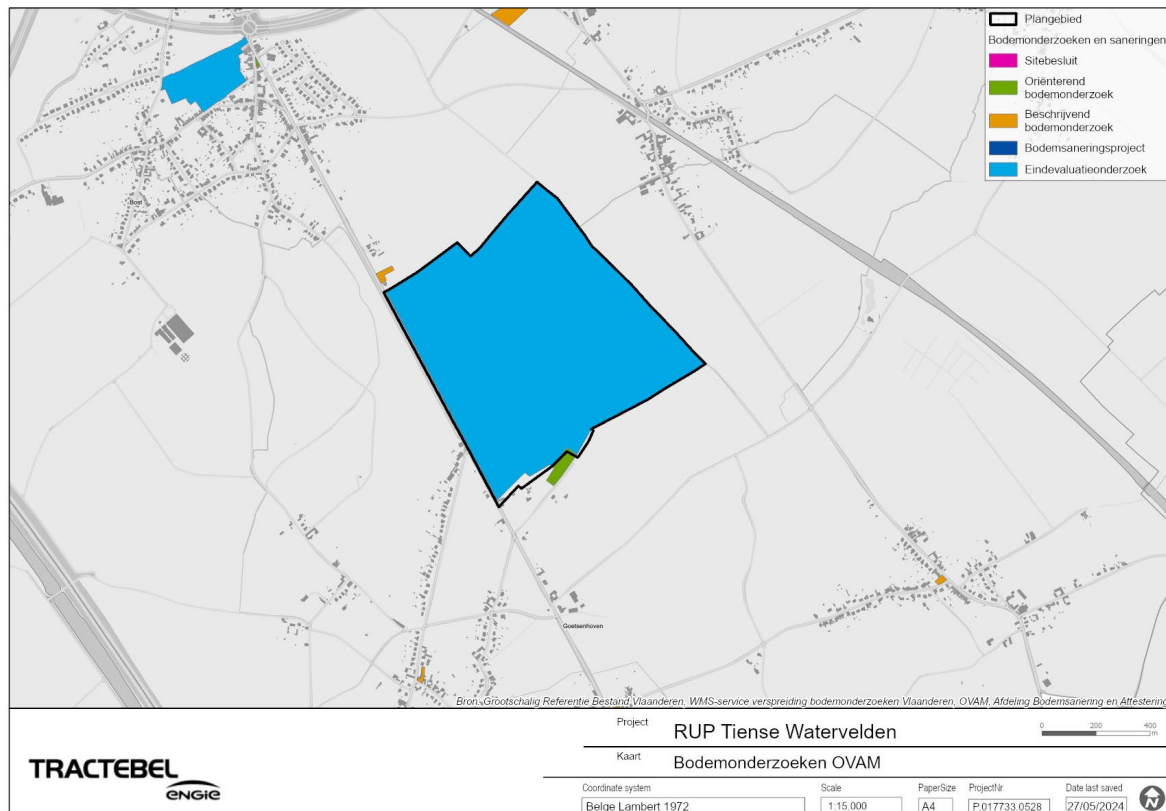 Plangebied
Bodemonderzoeken en saneringen
Sitebesluit
Oriënterend
bodemonderzoek
Beschrijvend
bodemonderzoek
Bodemsaneringsproject
Eindevaluatieonderzoek
Bost
Goetsenhoven
Bron: Grootschalig Referentie Bestand Vlaanderen, WMS-service verspreiding bodemonderzoeken Vlaanderen, OVAM, Afdeling Bodemsanering en Attestering
Project RUP Tiense Watervelden
0 200 400
m
Kaart Bodemonderzoeken OVAM
TRACTEBEL
ENGIE
Coordinate system Scale PaperSize ProjectNr Date last saved
Belge Lambert 1972 1:15.000 A4 P.017733.0528 27/05/2024